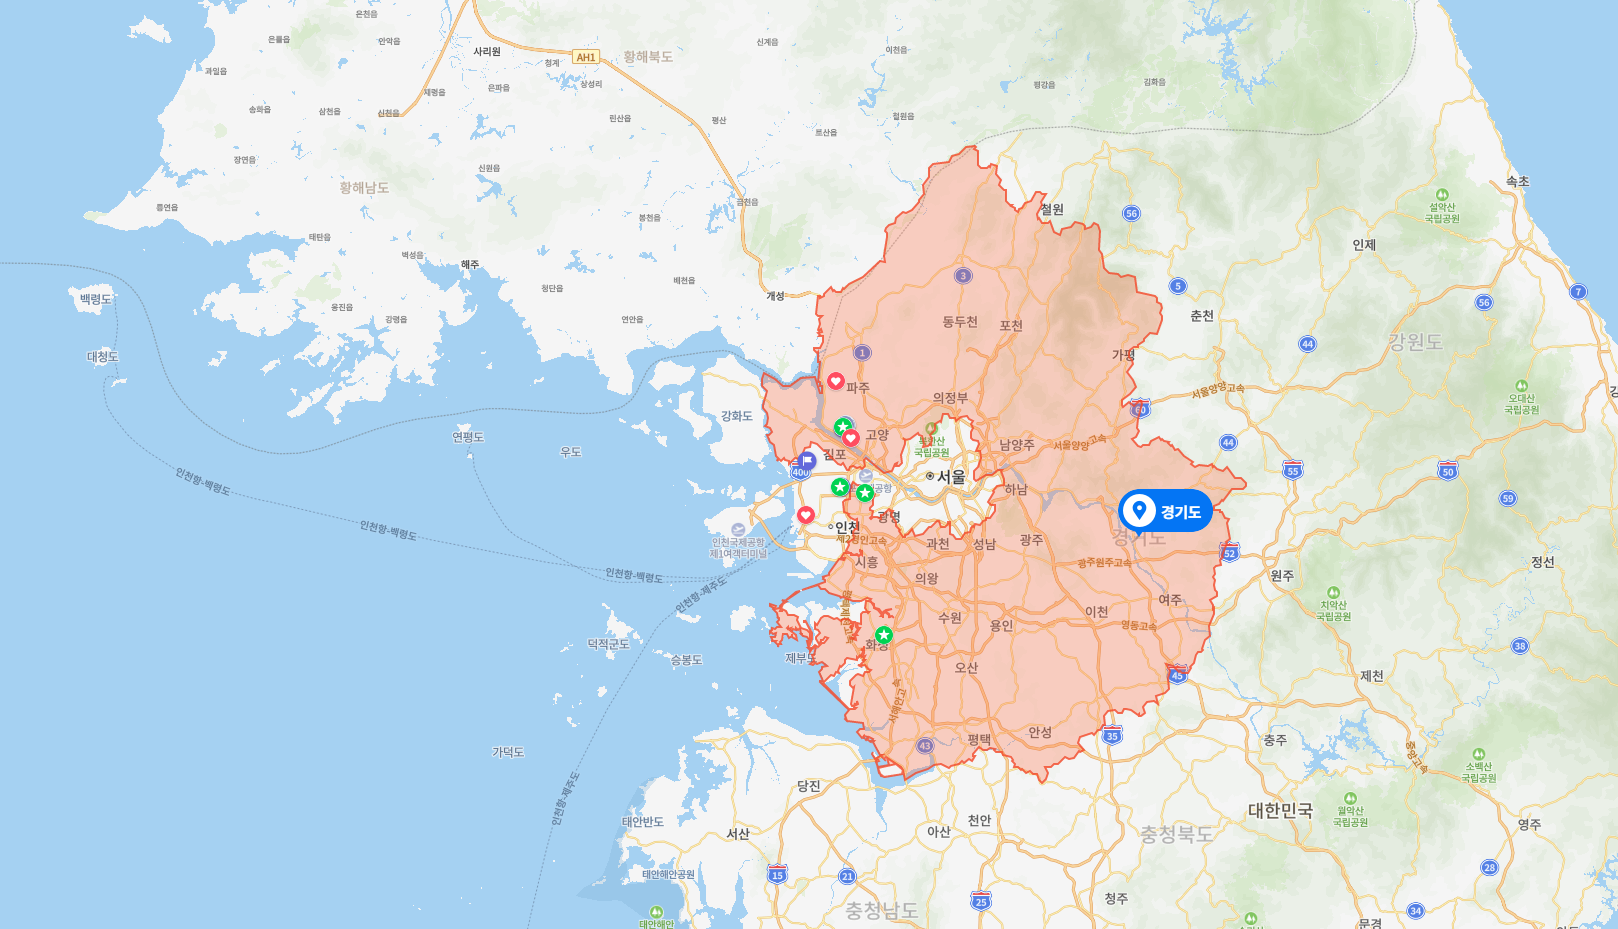 온천읍
은률읍
안악읍
사리원
신계읍
이천읍
AH1
황해북도
청계
과일읍
상성리
재령읍
은파읍
평강읍
김화읍
송화읍
삼천읍
신천읍
린산읍
평산
토산읍
철원읍
장연읍
신원읍
황해남도
룡연읍
금천읍
봉천읍
태탄읍
벽성읍
해주
배천읍
청단읍
개성
옹진읍
강령읍
연안읍
백령도
대청도
철원
56
속초
설악산
국립공원
인제
3
5
7
56
동두천
포천
춘천
44
강원도
1
가평
파주
의정부
서울양양고속
60
오대산
국립공원
강화도
고양
북한산
국립공원
남양주
서울양양고속
44
연평도
우도
김포
400
서울
55
50
59
인천항-백령도
공항
하남
경기도
경기도
인천
광명
인천항-백령도
인천국제공항
제1여객터미널
제2경인고속
과천
성남
광주
52
정선
시흥
광주원주고속
원주
인천항-백령도
의왕
인천항-제주도
평택제천고속
수원
용인
이천
여주
영동고속
치악산
국립공원
덕적군도
승봉도
제부도
화성
오산
45
38
제천
서해안고속
가덕도
43
평택
안성
35
충주
중앙고속
소백산
국립공원
인천항-제주도
당진
대한민국
월악산
국립공원
태안반도
서산
아산
천안
충청북도
영주
태안해안공원
15
21
25
28
청주
충청남도
34
태안해안
문경